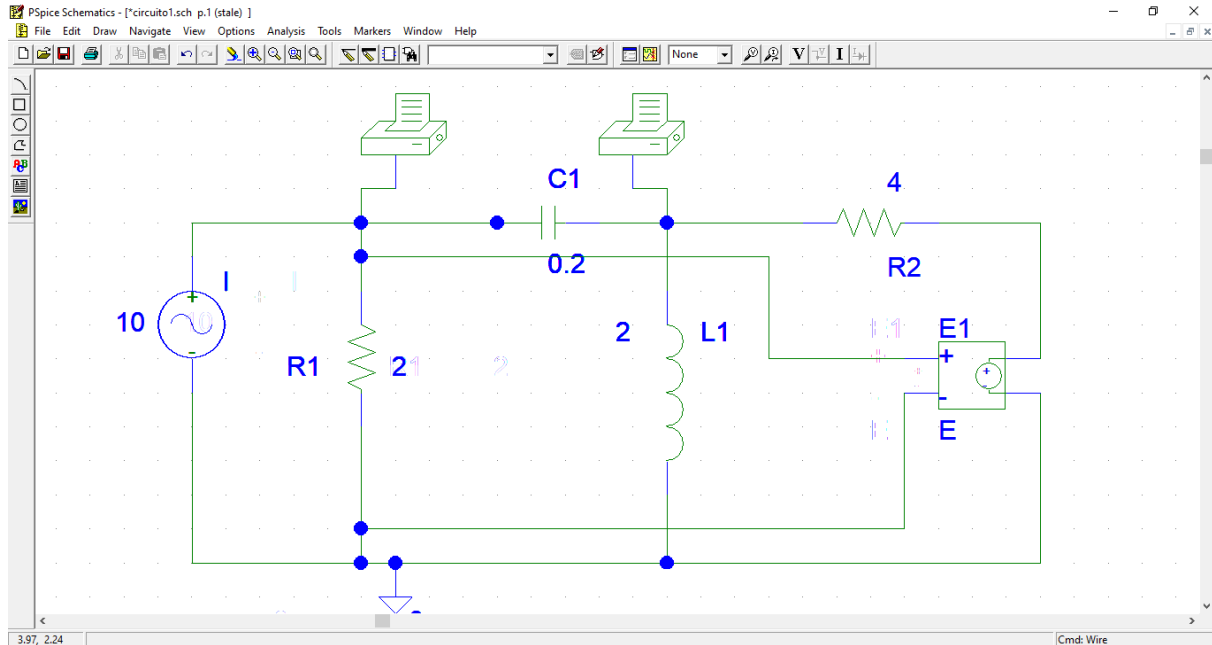 PSpice Schematics - [*circuito1.sch p.1 (stale) ]
File Edit Draw Navigate View Options Analysis Tools Markers Window Help
None V I
C1
4
0.2
R2
I
10
+
-
R1
2
2
L1
E1
+
-
+
-
E
3.97, 2.24
Cmd: Wire